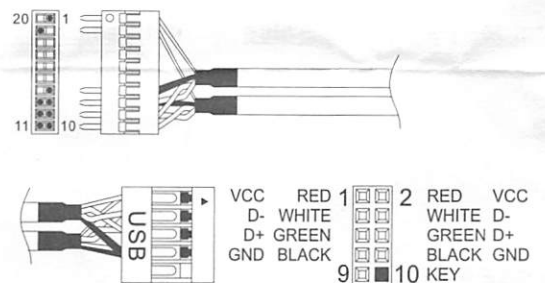 20 1
11 10
USB
VCC RED 1 2 RED VCC
D- WHITE WHITE D-
D+ GREEN GREEN D+
GND BLACK BLACK GND
9 10 KEY